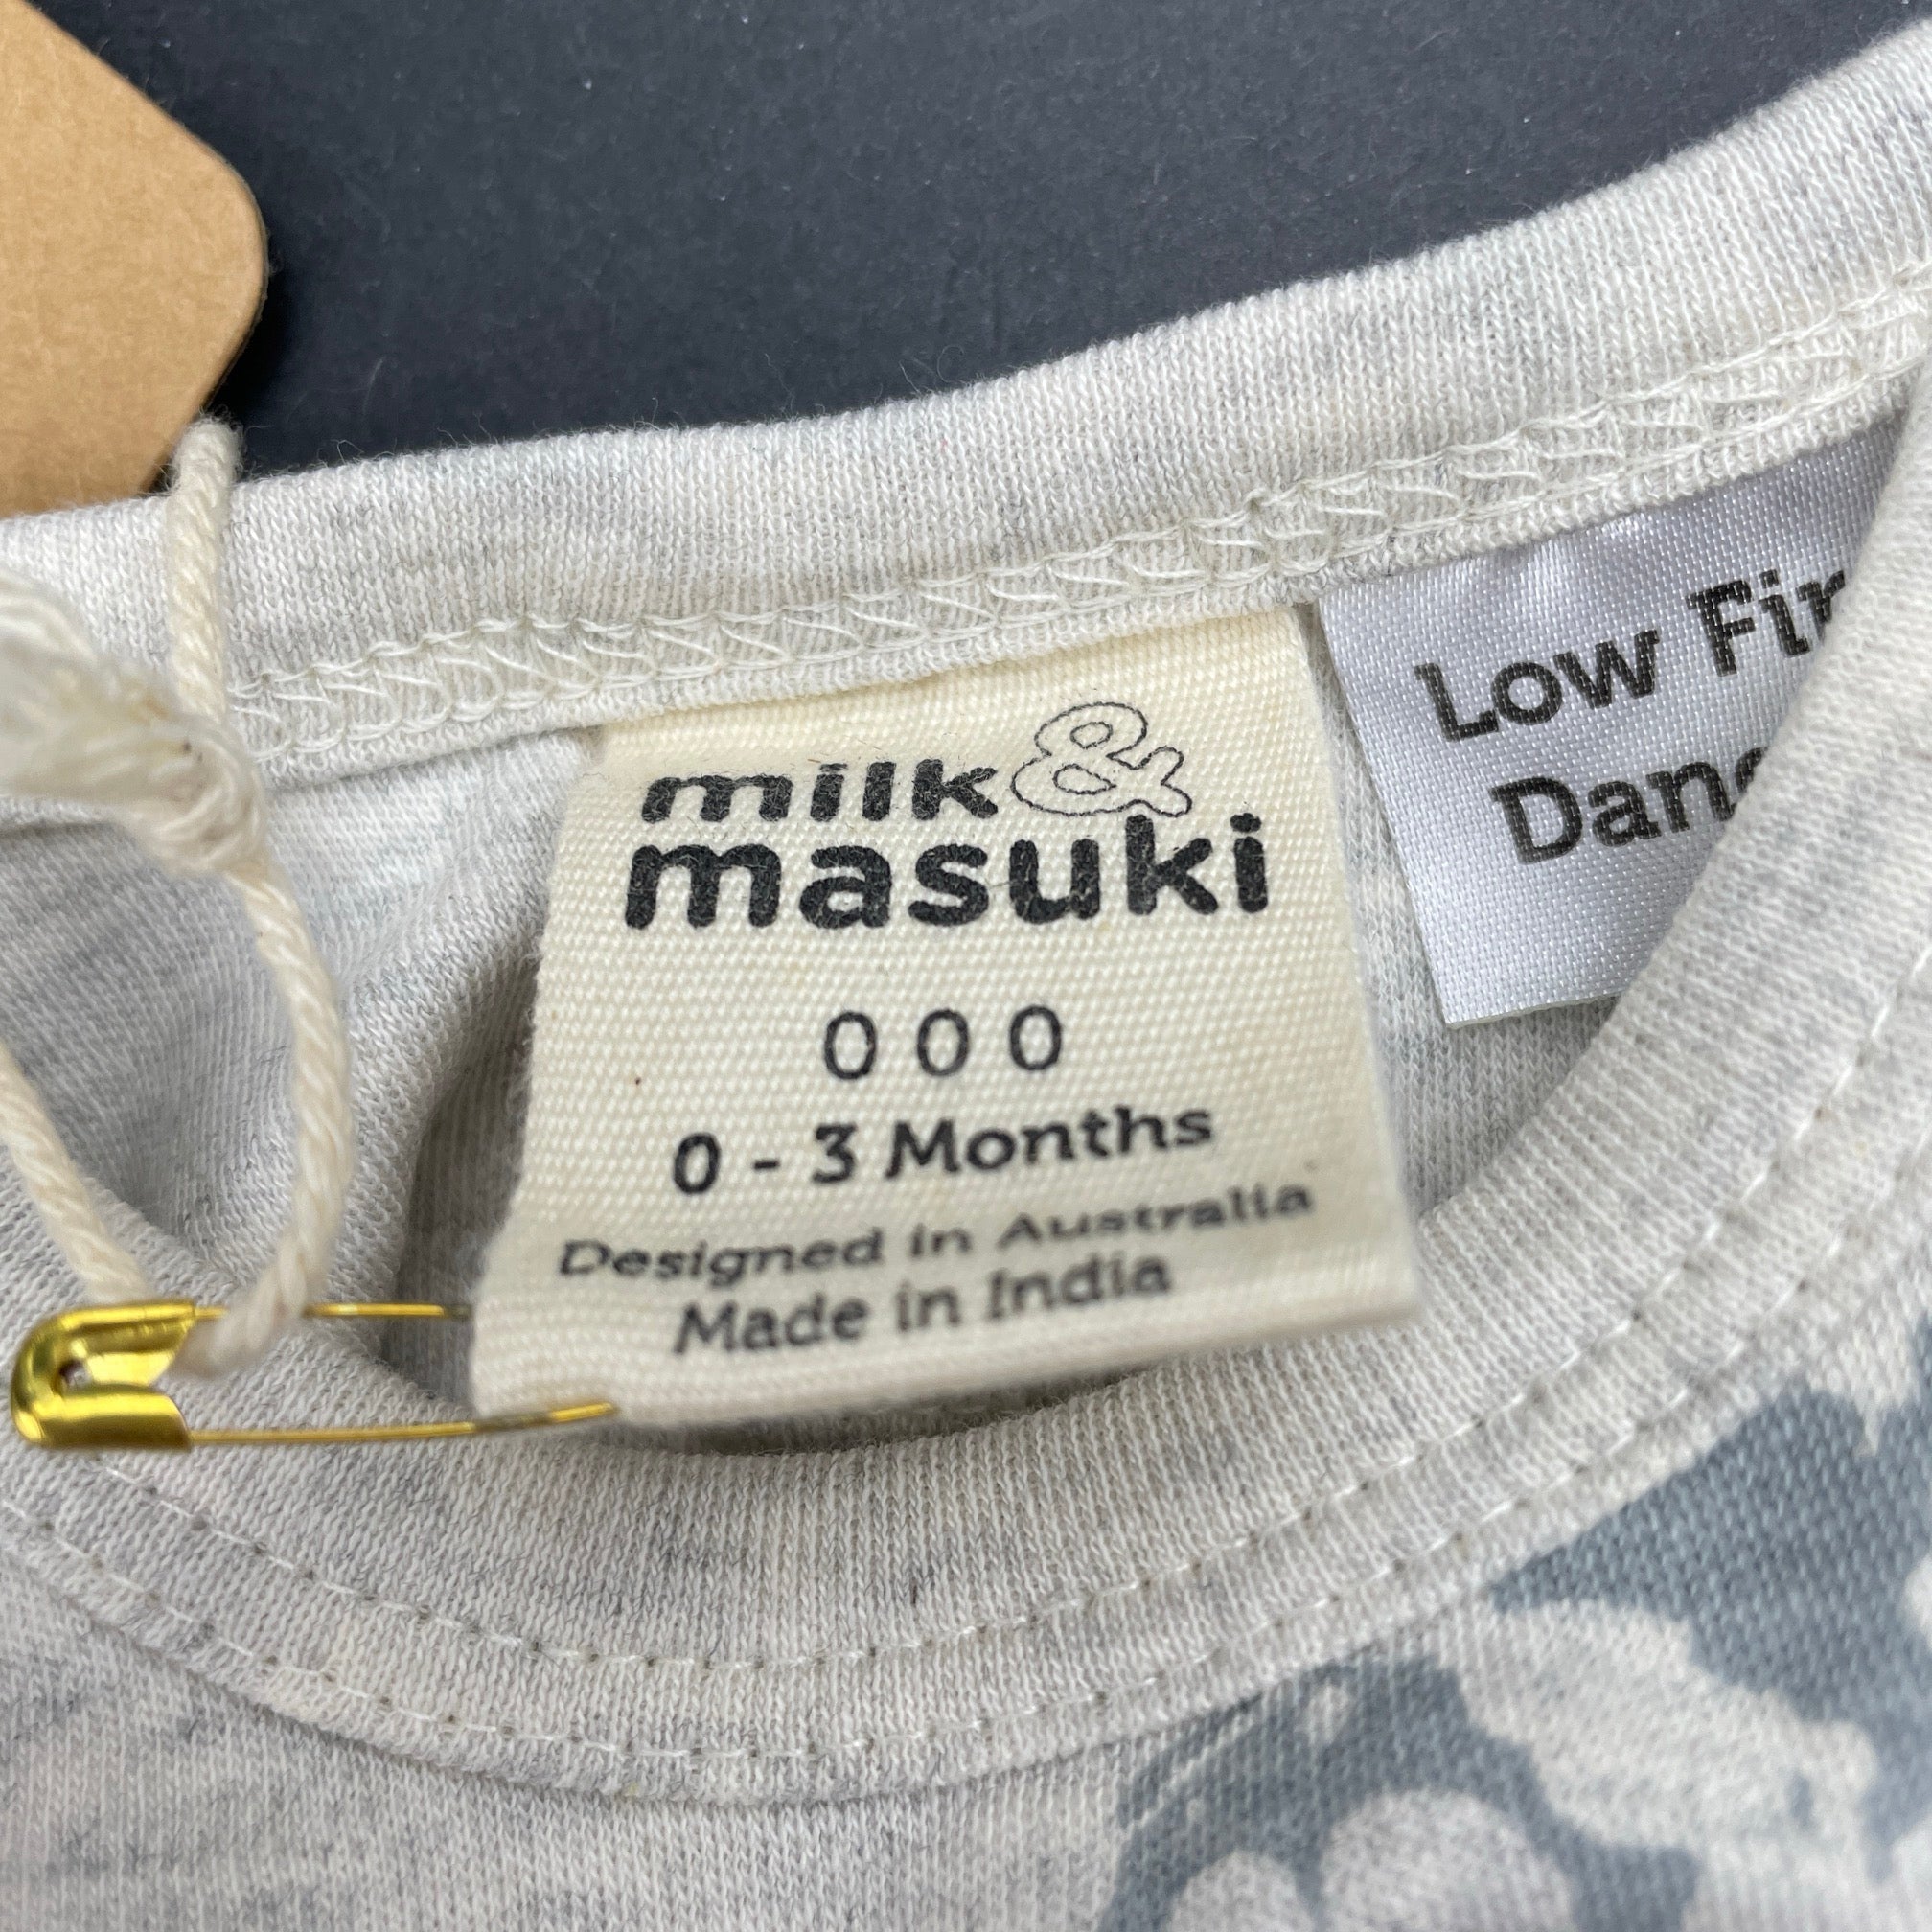 milk &
masuki
000
0 - 3 Months
Designed in Australia
Made in India
Low